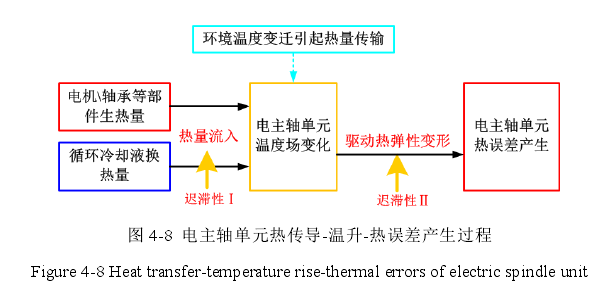 环境温度变迁引起热量传输
电机\轴承等部
件生热量
热量流入
电主轴单元
温度场变化
驱动热弹性变形
电主轴单元
热误差产生
循环冷却液换
热量
迟滞性 I
迟滞性 II
图 4-8 电主轴单元热传导-温升-热误差产生过程
Figure 4-8 Heat transfer-temperature rise-thermal errors of electric spindle unit